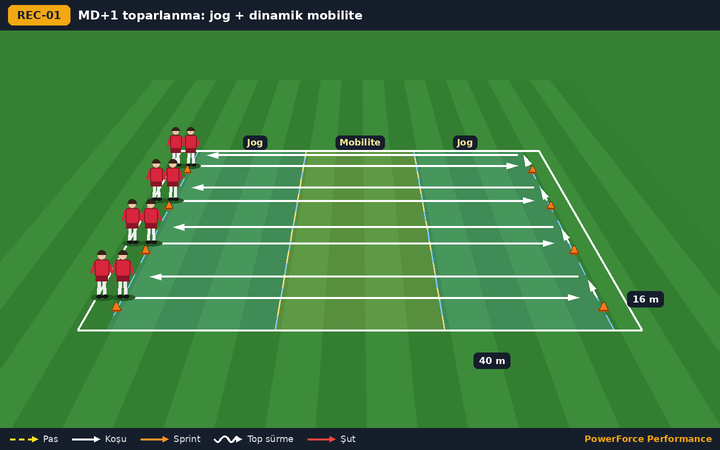 REC-01 MD+1 toparlanma: jog + dinamik mobilite
Jog Mobilite Jog
16 m
40 m
Pas Koşu Sprint Top sürme Şut PowerForce Performance